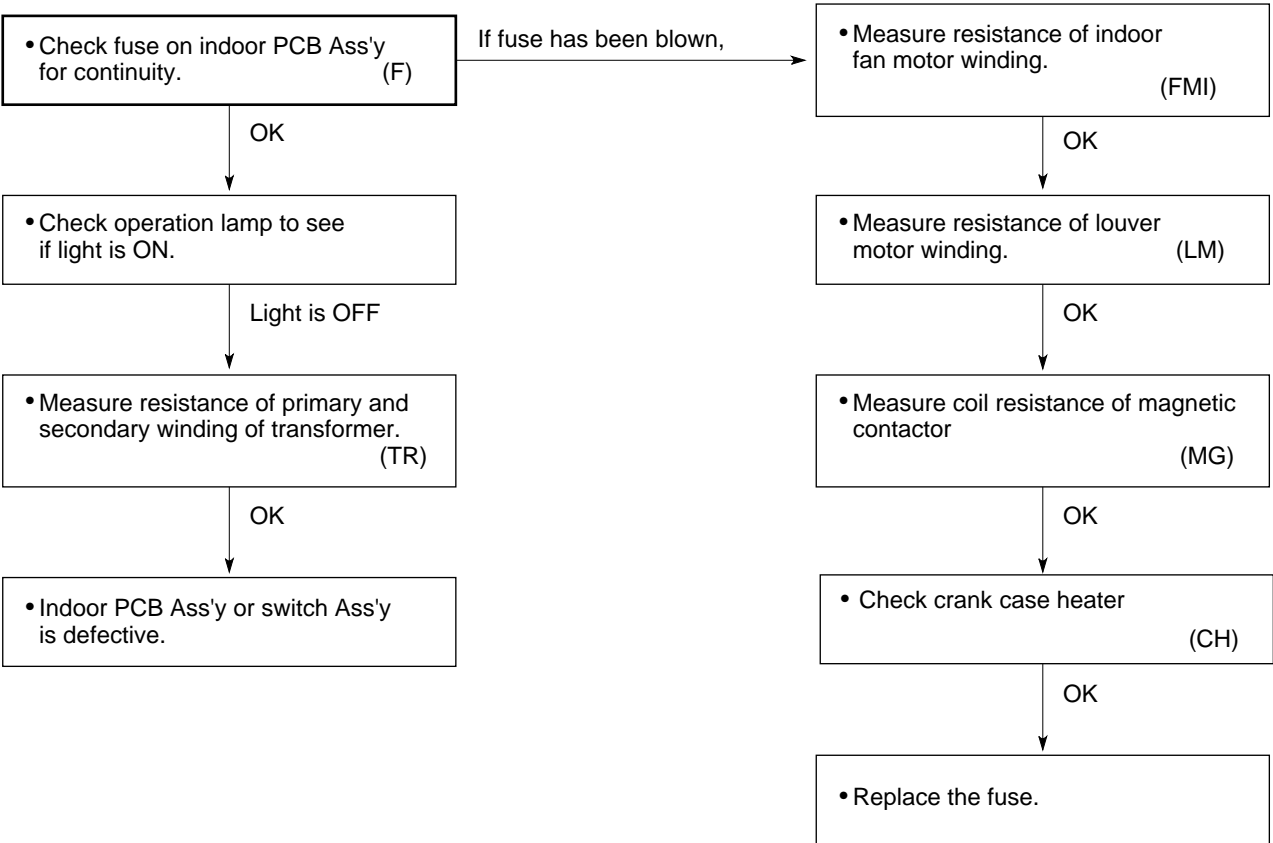 • Check fuse on indoor PCB Ass'y
for continuity. (F)
If fuse has been blown,
OK
• Check operation lamp to see
if light is ON.
Light is OFF
• Measure resistance of primary and
secondary winding of transformer.
(TR)
OK
• Indoor PCB Ass'y or switch Ass'y
is defective.
• Measure resistance of indoor
fan motor winding.
(FMI)
OK
• Measure resistance of louver
motor winding. (LM)
OK
• Measure coil resistance of magnetic
contactor
(MG)
OK
• Check crank case heater
(CH)
OK
• Replace the fuse.